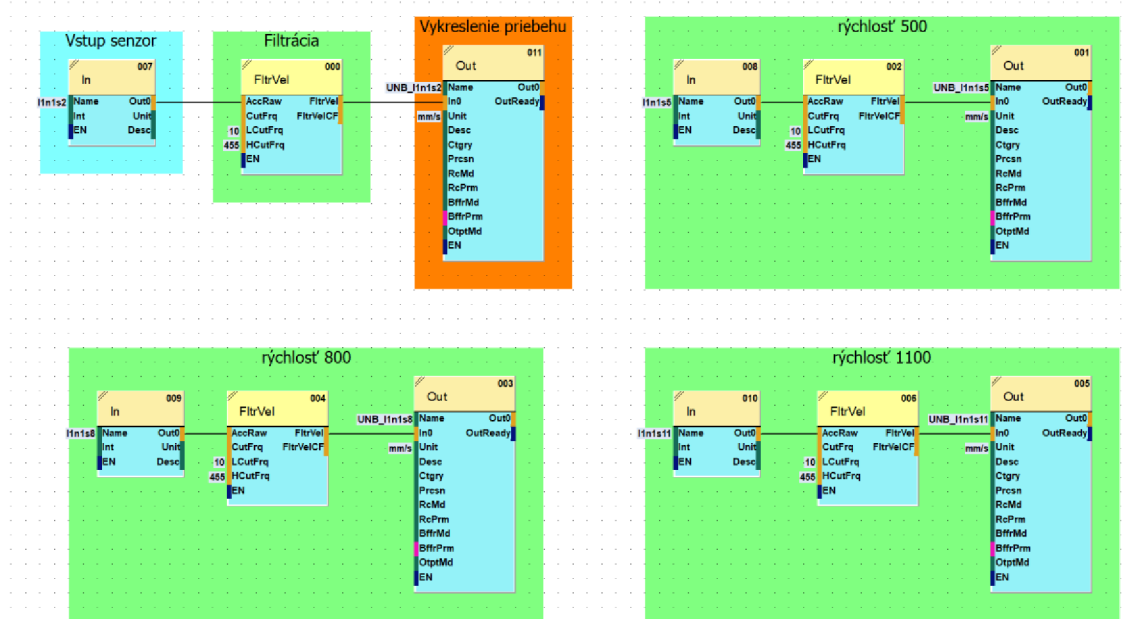 Vstup senzor
007
In
I1n1s2
Name Out0
Int Unit
EN Desc
Filtrácia
000
FltrVel
AccRaw FltrVel
CutFrq FltrVelCF
10 LCutFrq
455 HCutFrq
EN
Vykreslenie priebehu
011
Out
UNB_I1n1s2 Name Out0
In0 OutReady
mm/s Unit
Desc
Ctgry
Prcsn
RcMd
RcPrm
BffrMd
BffrPrm
OtptMd
EN
rýchlosť 500
008
In
I1n1s5 Name Out0
Int Unit
EN Desc
002
FltrVel
AccRaw FltrVel
CutFrq FltrVelCF
10 LCutFrq
455 HCutFrq
EN
001
Out
UNB_I1n1s5 Name Out0
In0 OutReady
mm/s Unit
Desc
Ctgry
Prcsn
RcMd
RcPrm
BffrMd
BffrPrm
OtptMd
EN
rýchlosť 800
009
In
I1n1s8 Name Out0
Int Unit
EN Desc
004
FltrVel
AccRaw FltrVel
CutFrq FltrVelCF
10 LCutFrq
455 HCutFrq
EN
003
Out
UNB_I1n1s8 Name Out0
In0 OutReady
mm/s Unit
Desc
Ctgry
Prcsn
RcMd
RcPrm
BffrMd
BffrPrm
OtptMd
EN
rýchlosť 1100
010
In
I1n1s11 Name Out0
Int Unit
EN Desc
006
FltrVel
AccRaw FltrVel
CutFrq FltrVelCF
10 LCutFrq
455 HCutFrq
EN
005
Out
UNB_I1n1s11 Name Out0
In0 OutReady
mm/s Unit
Desc
Ctgry
Prcsn
RcMd
RcPrm
BffrMd
BffrPrm
OtptMd
EN